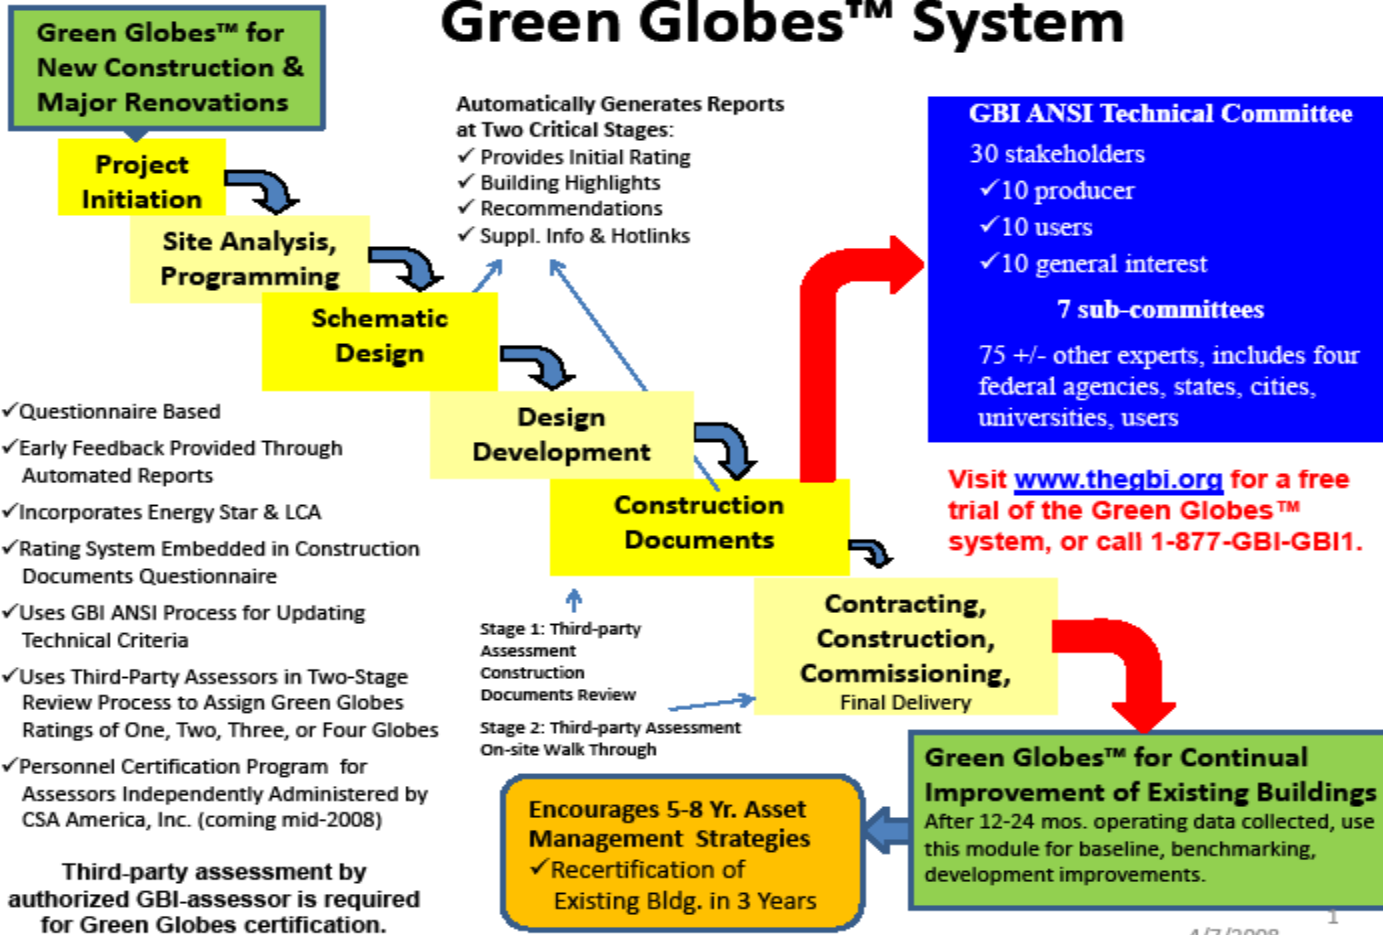 Green Globes™ System
Green Globes™ for
New Construction &
Major Renovations
Project
Initiation
Site Analysis,
Programming
Schematic
Design
Design
Development
Construction
Documents
Contracting,
Construction,
Commissioning,
Final Delivery
Automatically Generates Reports
at Two Critical Stages:
✓ Provides Initial Rating
✓ Building Highlights
✓ Recommendations
✓ Suppl. Info & Hotlinks
GBI ANSI Technical Committee
30 stakeholders
✓10 producer
✓10 users
✓10 general interest
7 sub-committees
75 +/- other experts, includes four
federal agencies, states, cities,
universities, users
Visit www.thegbi.org for a free
trial of the Green Globes™
system, or call 1-877-GBI-GBI1.
✓Questionnaire Based
✓Early Feedback Provided Through
Automated Reports
✓Incorporates Energy Star & LCA
✓Rating System Embedded in Construction
Documents Questionnaire
✓Uses GBI ANSI Process for Updating
Technical Criteria
✓Uses Third-Party Assessors in Two-Stage
Review Process to Assign Green Globes
Ratings of One, Two, Three, or Four Globes
✓Personnel Certification Program for
Assessors Independently Administered by
CSA America, Inc. (coming mid-2008)
Third-party assessment by
authorized GBI-assessor is required
for Green Globes certification.
Stage 1: Third-party
Assessment
Construction
Documents Review
Stage 2: Third-party Assessment
On-site Walk Through
Encourages 5-8 Yr. Asset
Management Strategies
✓Recertification of
Existing Bldg. in 3 Years
Green Globes™ for Continual
Improvement of Existing Buildings
After 12-24 mos. operating data collected, use
this module for baseline, benchmarking,
development improvements.
1
4/7/2008